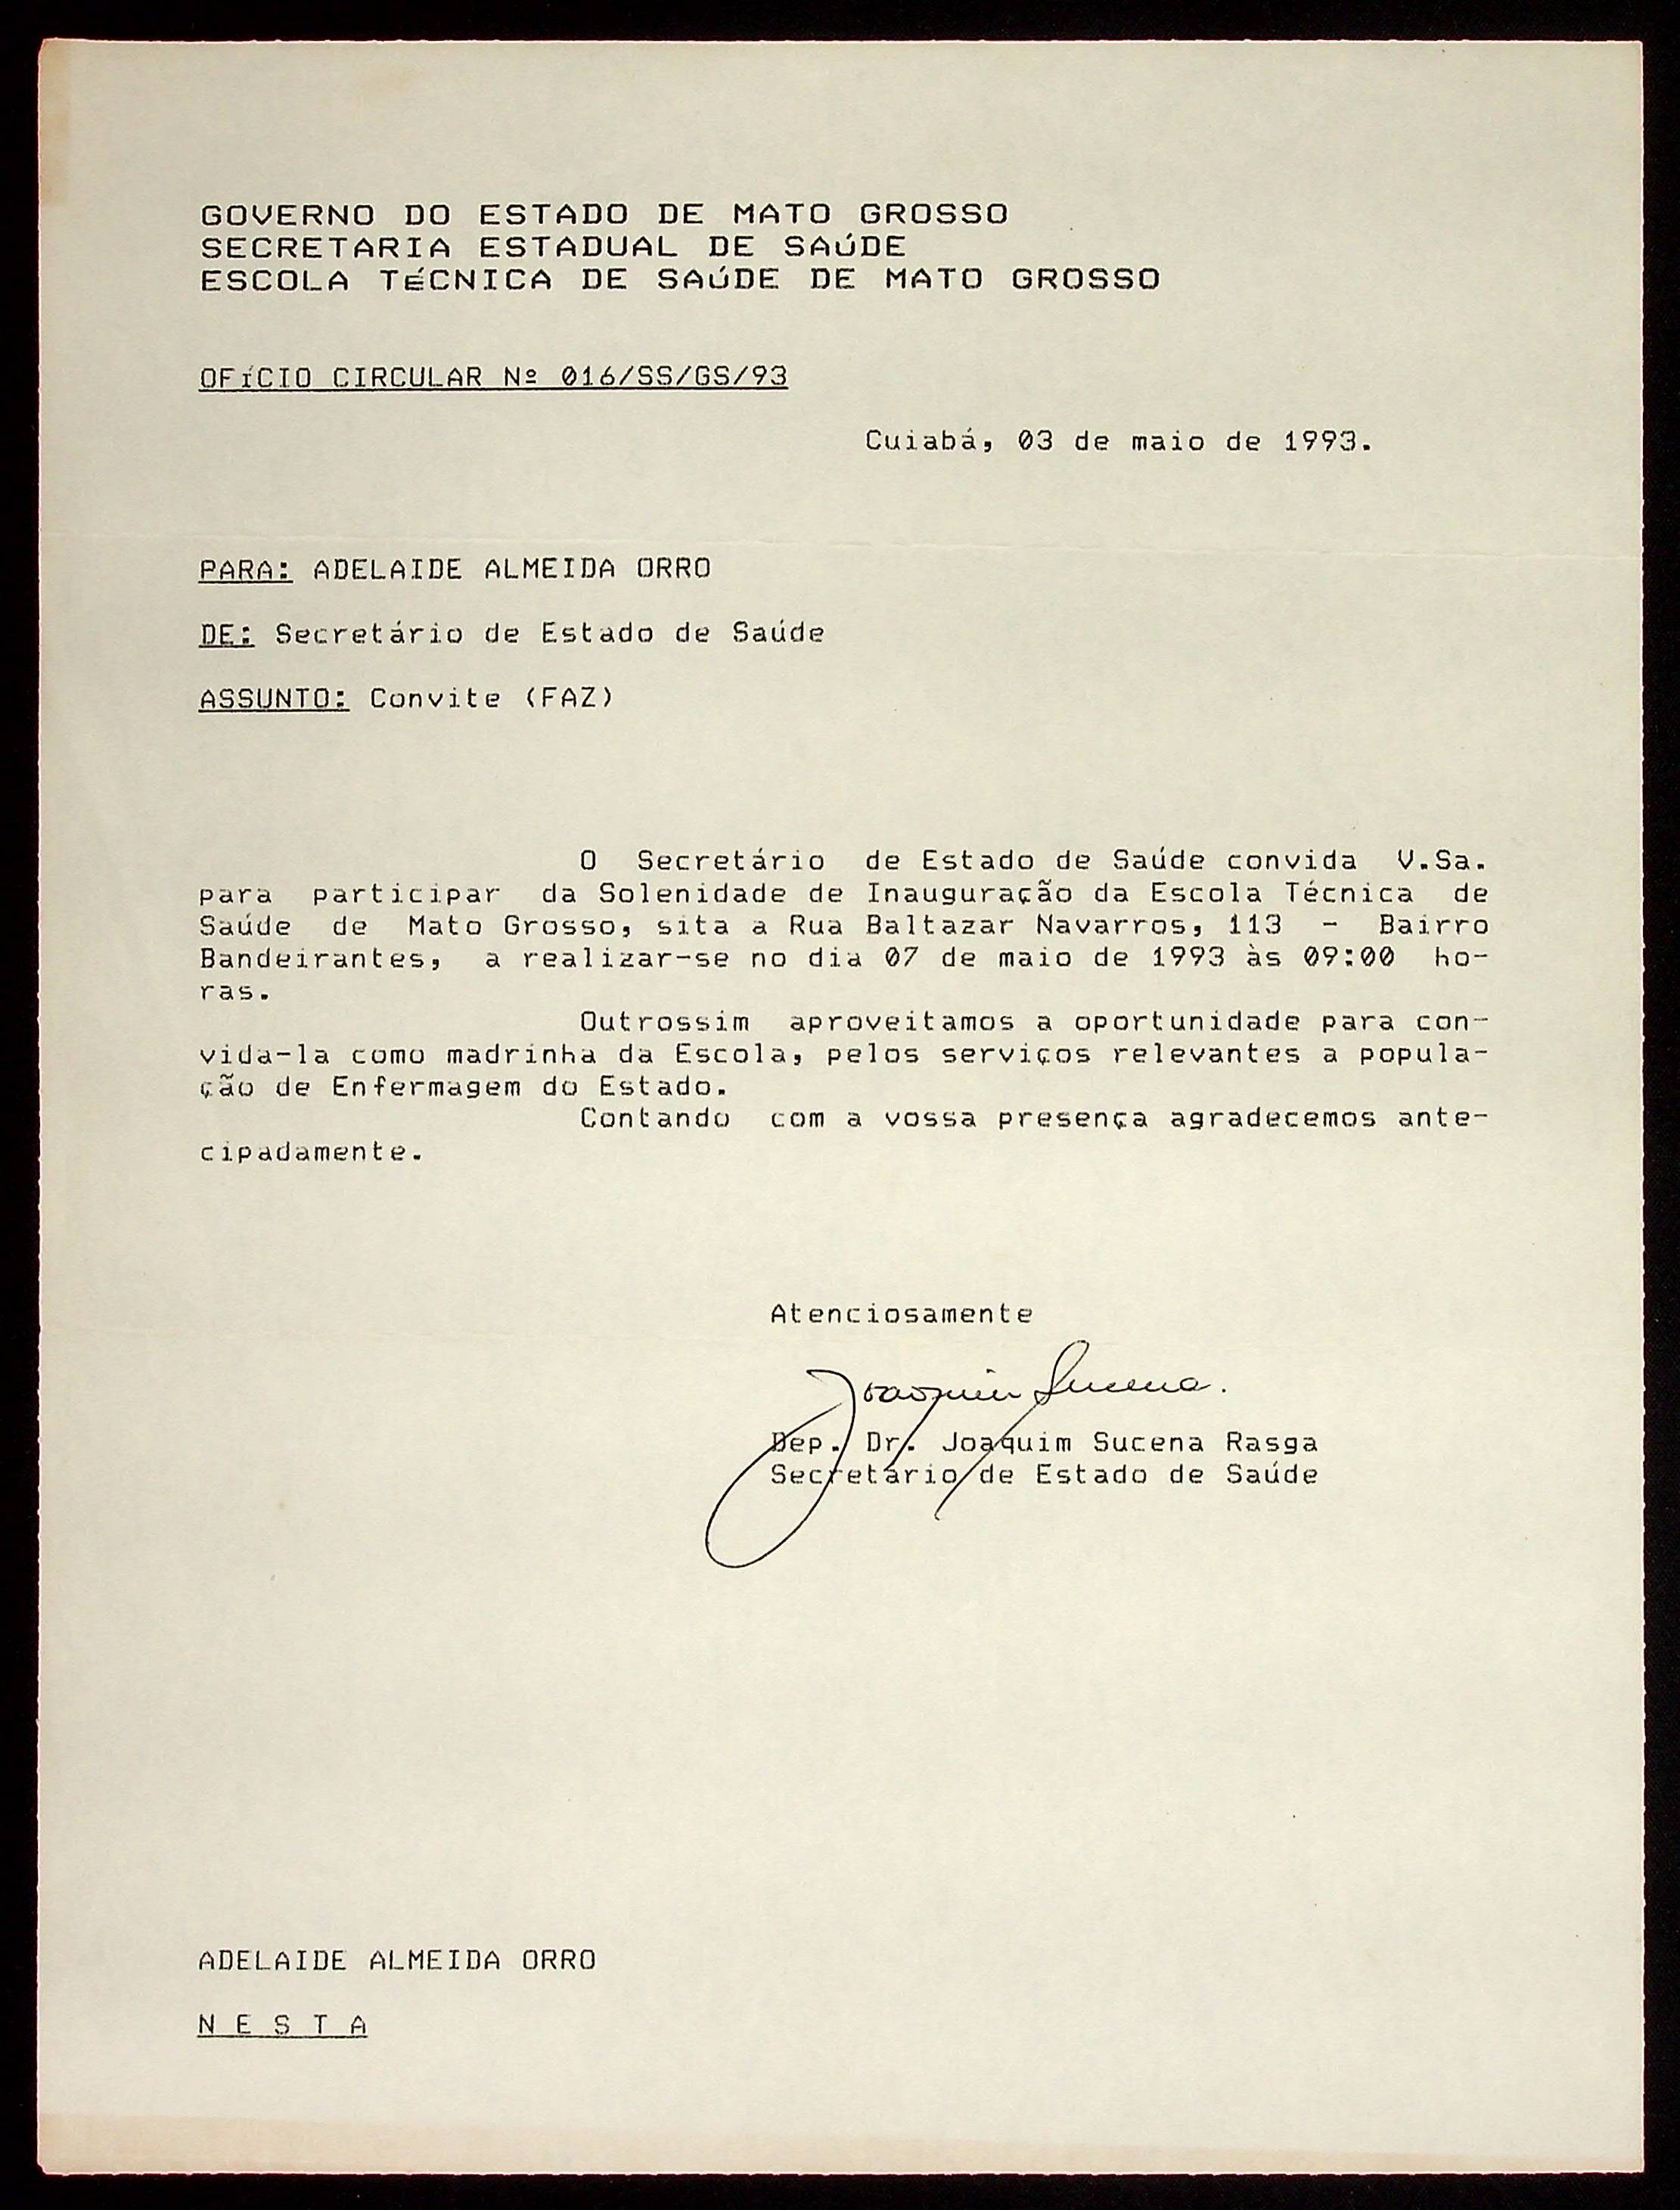 GOVERNO DO ESTADO DE MATO GROSSO
SECRETARIA ESTADUAL DE SAúDE
ESCOLA TéCNICA DE SAúDE DE MATO GROSSO
OFíCIO CIRCULAR Nº 016/SS/GS/93
Cuiabá, 03 de maio de 1993.
PARA: ADELAIDE ALMEIDA ORRO
DE: Secretário de Estado de Saúde
ASSUNTO: Convite (FAZ)
O Secretário de Estado de Saúde convida V.Sa.
para participar da Solenidade de Inauguração da Escola Técnica de
Saúde de Mato Grosso, sita a Rua Baltazar Navarros, 113 - Bairro
Bandeirantes, a realizar-se no dia 07 de maio de 1993 às 09:00 ho-
ras.
Outrossim aproveitamos a oportunidade para con-
vida-la como madrinha da Escola, pelos serviços relevantes a popula-
ção de Enfermagem do Estado.
Contando com a vossa presença agradecemos ante-
cipadamente.
Atenciosamente
Joaquim Sucena.
Dep. Dr. Joaquim Sucena Rasga
Secretário de Estado de Saúde
ADELAIDE ALMEIDA ORRO
N E S T A